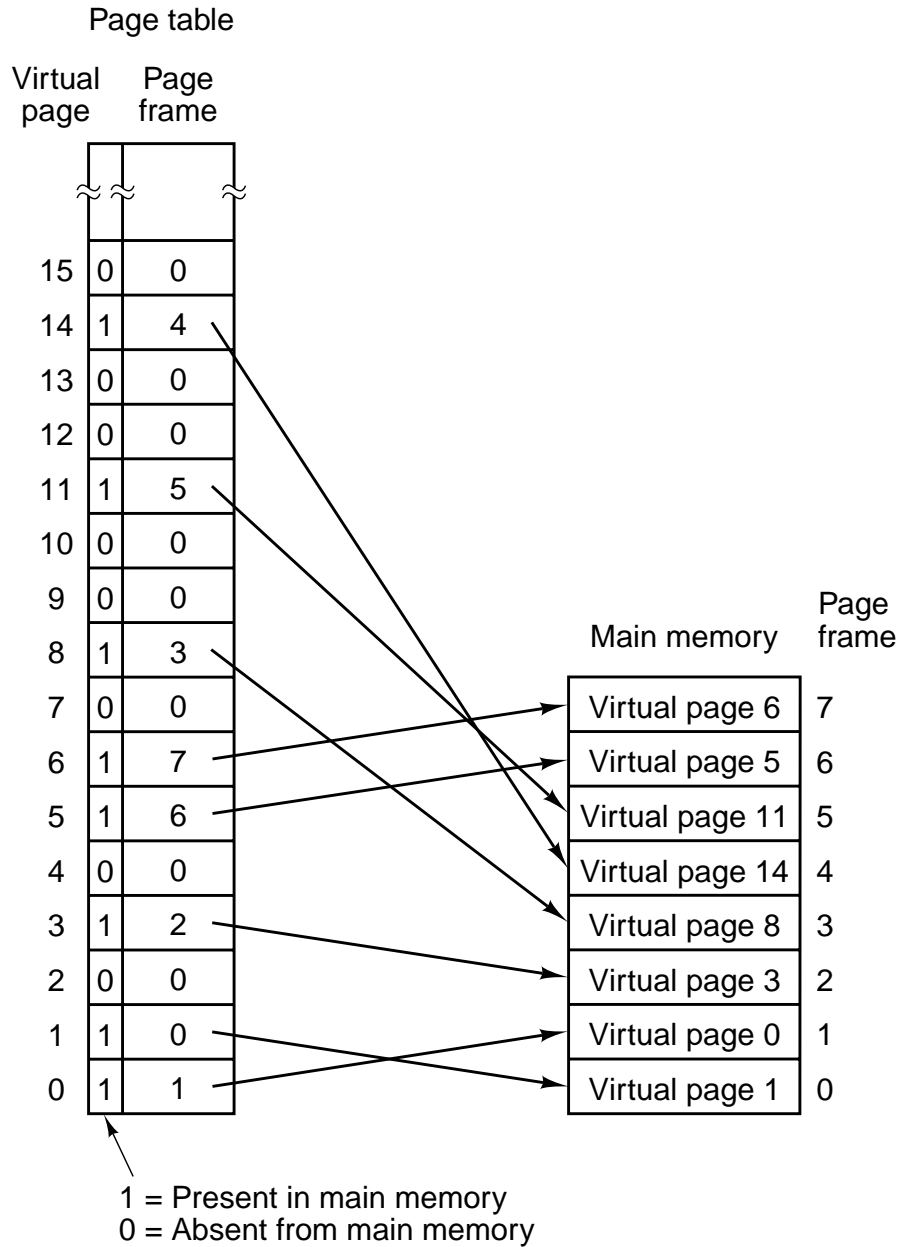 Page table
Virtual page Page frame
15 0 0
14 1 4
13 0 0
12 0 0
11 1 5
10 0 0
9 0 0
8 1 3
7 0 0
6 1 7
5 1 6
4 0 0
3 1 2
2 0 0
1 1 0
0 1 1
1 = Present in main memory
0 = Absent from main memory
Main memory
Page frame
Virtual page 6 7
Virtual page 5 6
Virtual page 11 5
Virtual page 14 4
Virtual page 8 3
Virtual page 3 2
Virtual page 0 1
Virtual page 1 0